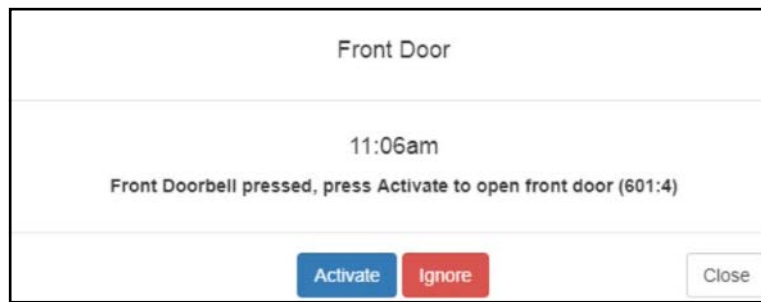 Front Door
11:06am
Front Doorbell pressed, press Activate to open front door (601:4)
Activate Ignore Close